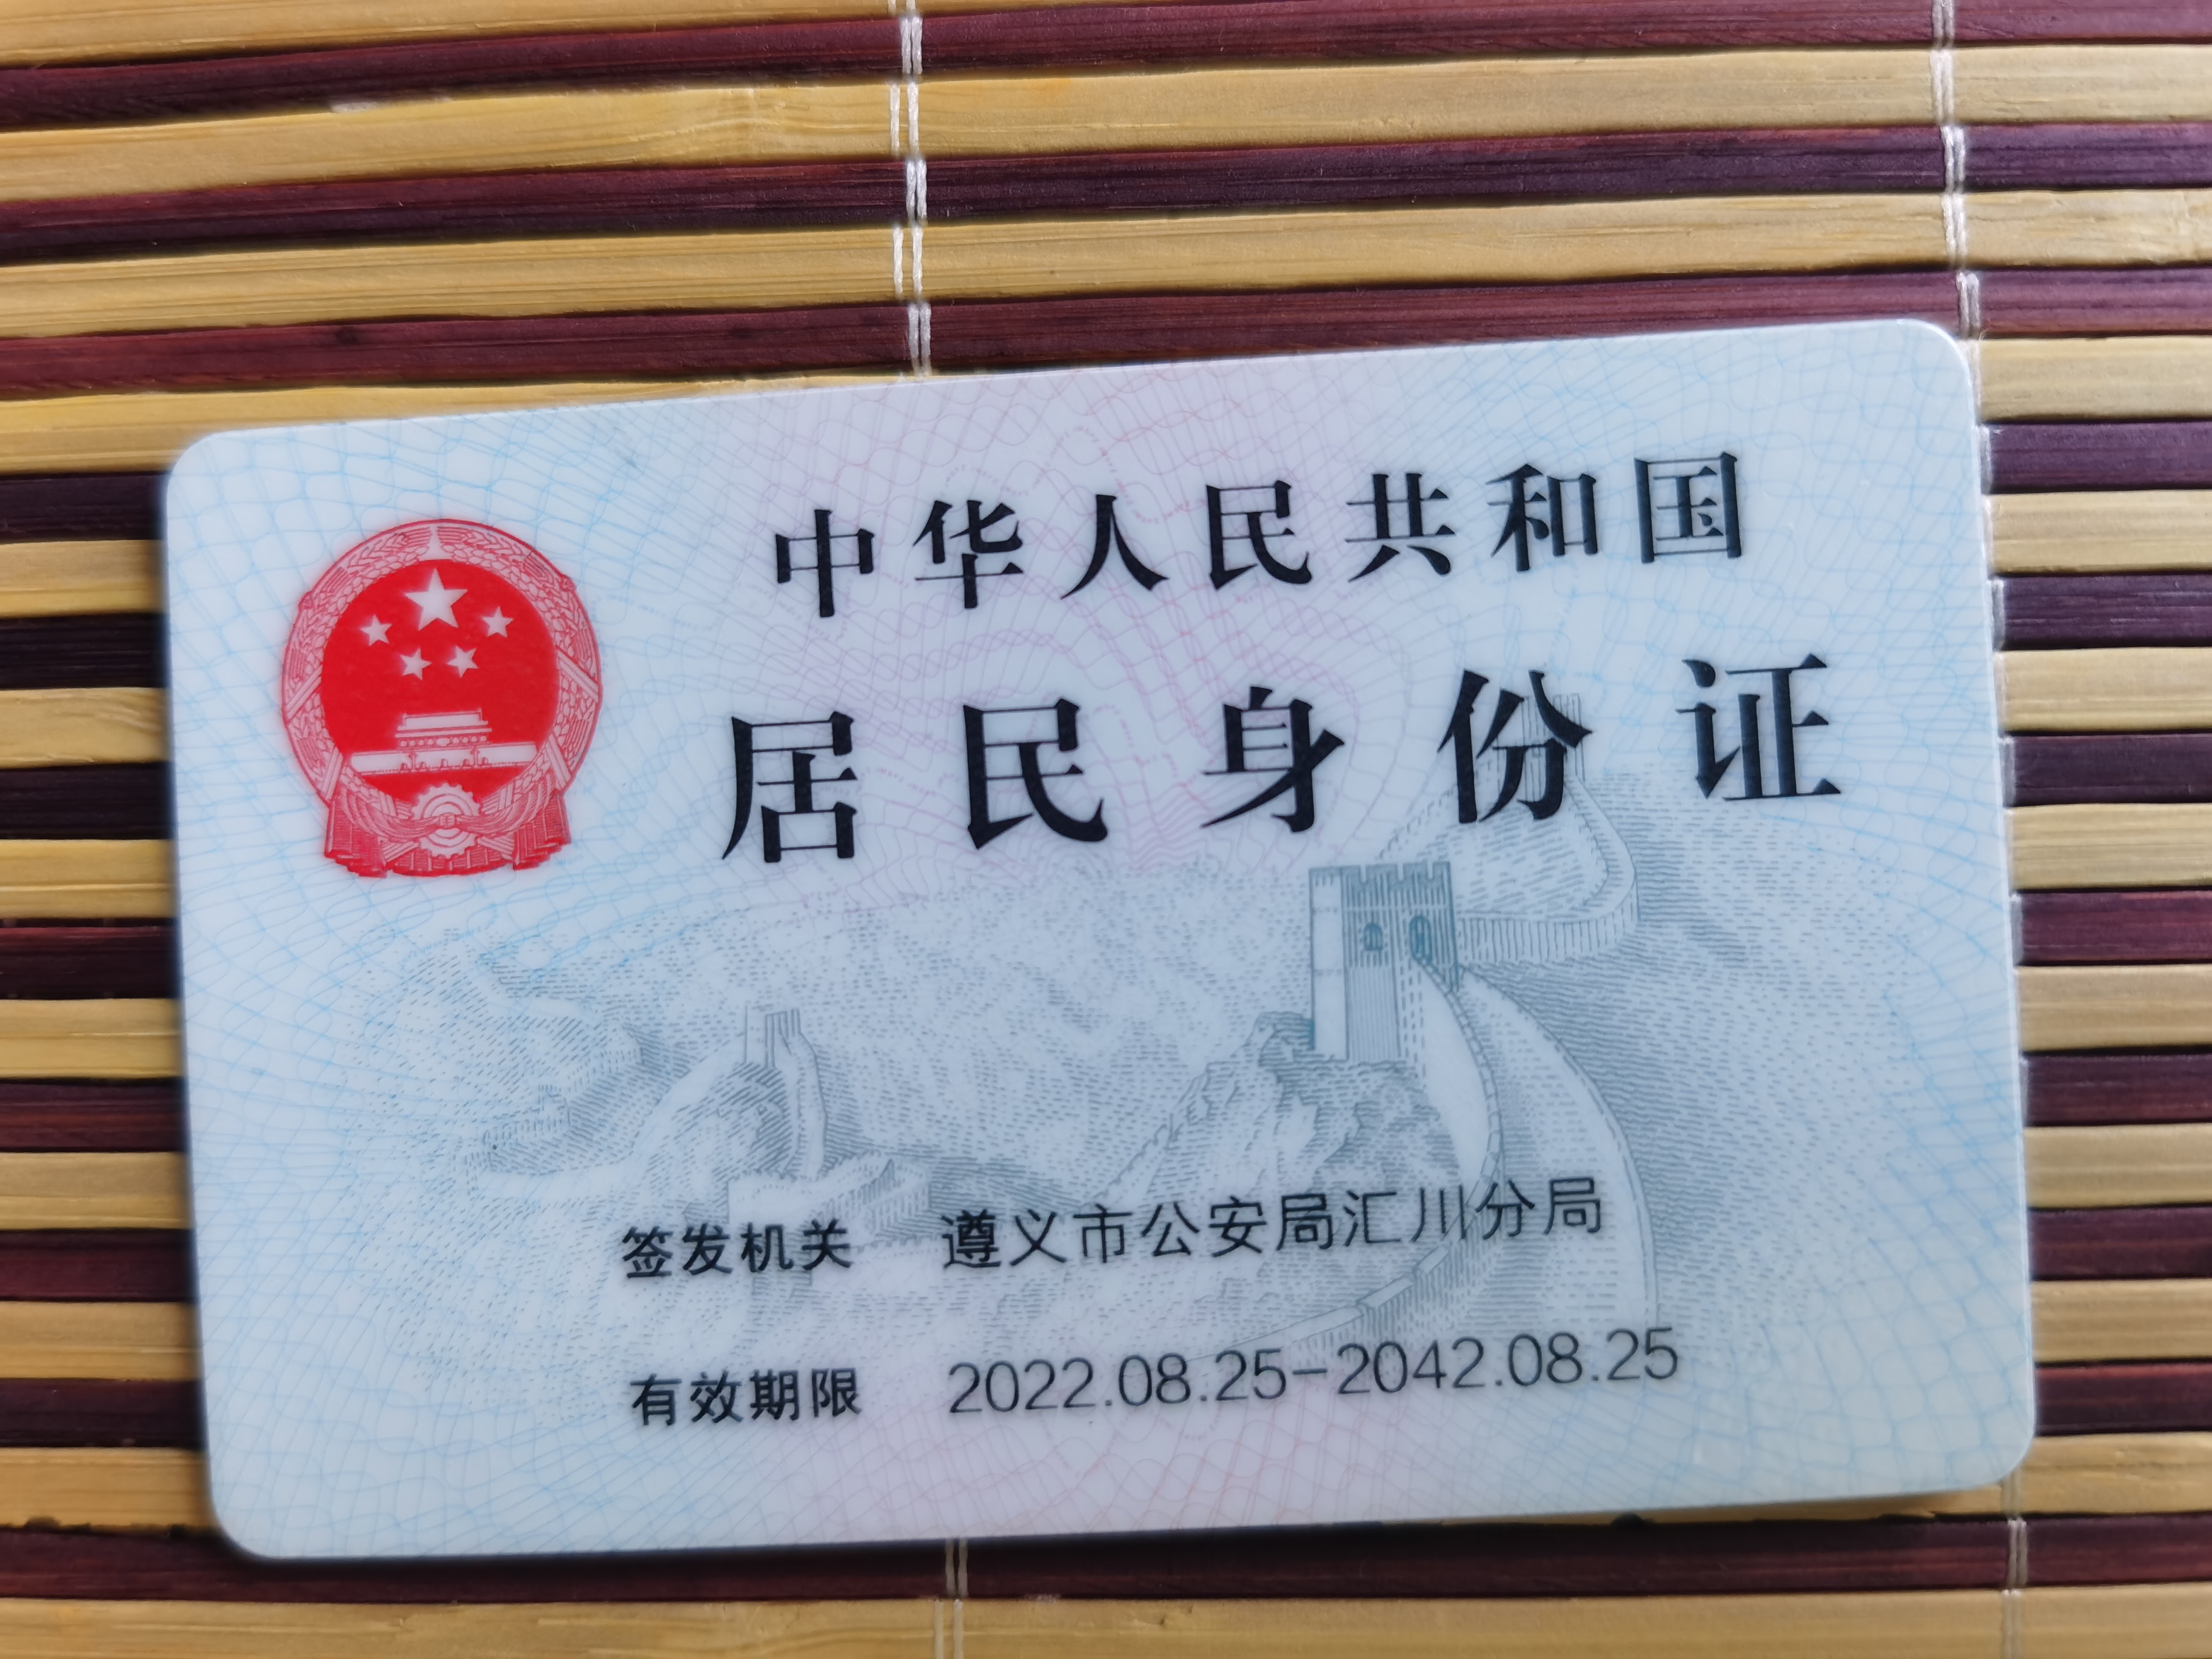 中华人民共和国
居民身份证
签发机关 遵义市公安局汇川分局
有效期限 2022.08.25-2042.08.25